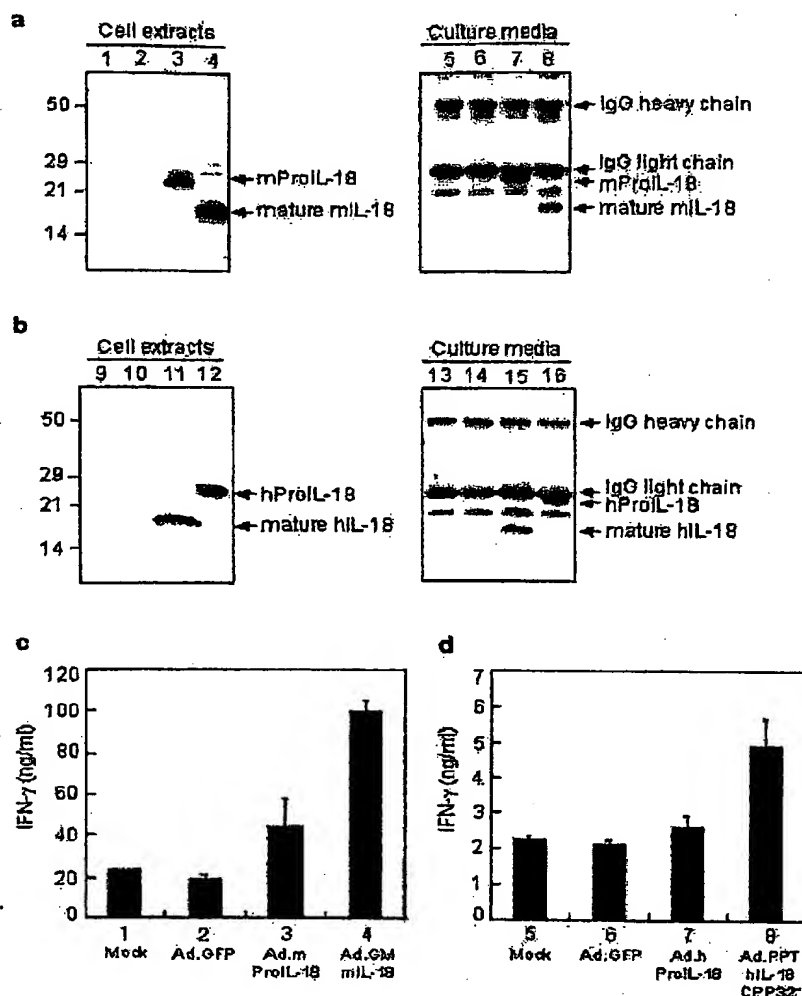 a
Cell extracts
1 2 3 4
50
29
21
14
mProIL-18
mature mIL-18
Culture media
5 6 7 8
IgG heavy chain
IgG light chain
mProIL-18
mature mIL-18
b
Cell extracts
9 10 11 12
50
29
21
14
hProIL-18
mature hIL-18
Culture media
13 14 15 16
IgG heavy chain
IgG light chain
hProIL-18
mature hIL-18
c
IFN-γ (ng/ml)
120
100
80
60
40
20
0
1 2 3 4
Mock Ad.GFP Ad.m Ad.GM
ProIL-18 mIL-18
d
IFN-γ (ng/ml)
7
6
5
4
3
2
1
0
5 6 7 8
Mock Ad.GFP Ad.h Ad.PPT
ProIL-18 hIL-18
CPP32